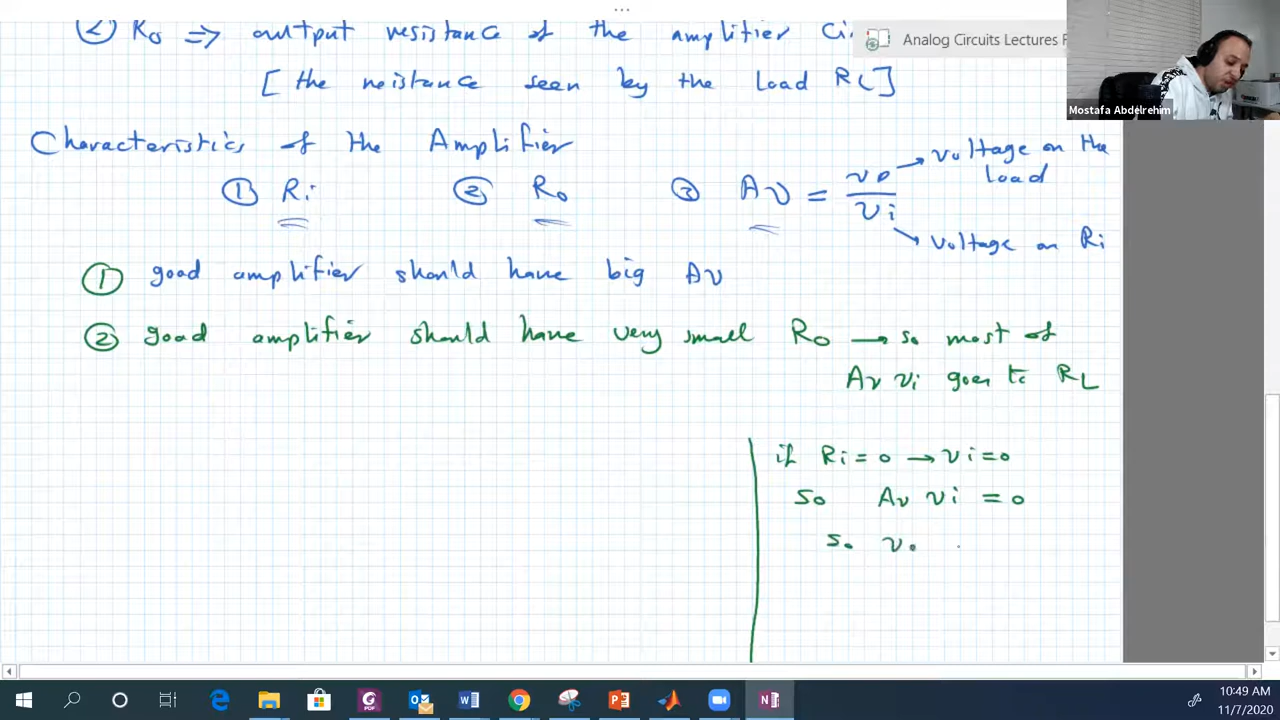 ② Ro => output resistance of the amplifier Ci
Analog Circuits Lectures F
[the reistance seen by the Load RL]
Mostafa Abdelrehim
Characteristics of the Amplifier
① Ri ② Ro ③ Av = vo / vi
voltage on the Load
voltage on Ri
① good amplifier should have big Av
② good amplifier should have very small Ro → so most of
Av vi goes to RL
if Ri = 0 → vi = 0
So Av vi = 0
so vo
10:49 AM
11/7/2020